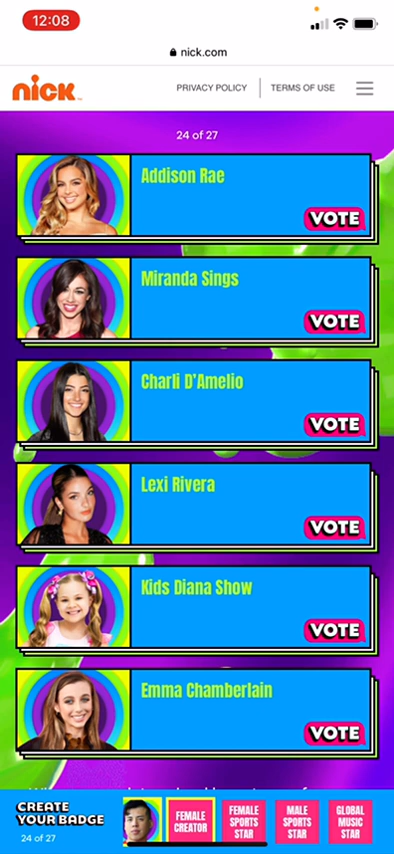 12:08
nick.com
nick
PRIVACY POLICY
TERMS OF USE
24 of 27
Addison Rae
VOTE
Miranda Sings
VOTE
Charli D'Amelio
VOTE
Lexi Rivera
VOTE
Kids Diana Show
VOTE
Emma Chamberlain
VOTE
CREATE
YOUR BADGE
24 of 27
FEMALE
CREATOR
FEMALE
SPORTS
STAR
MALE
SPORTS
STAR
GLOBAL
MUSIC
STAR